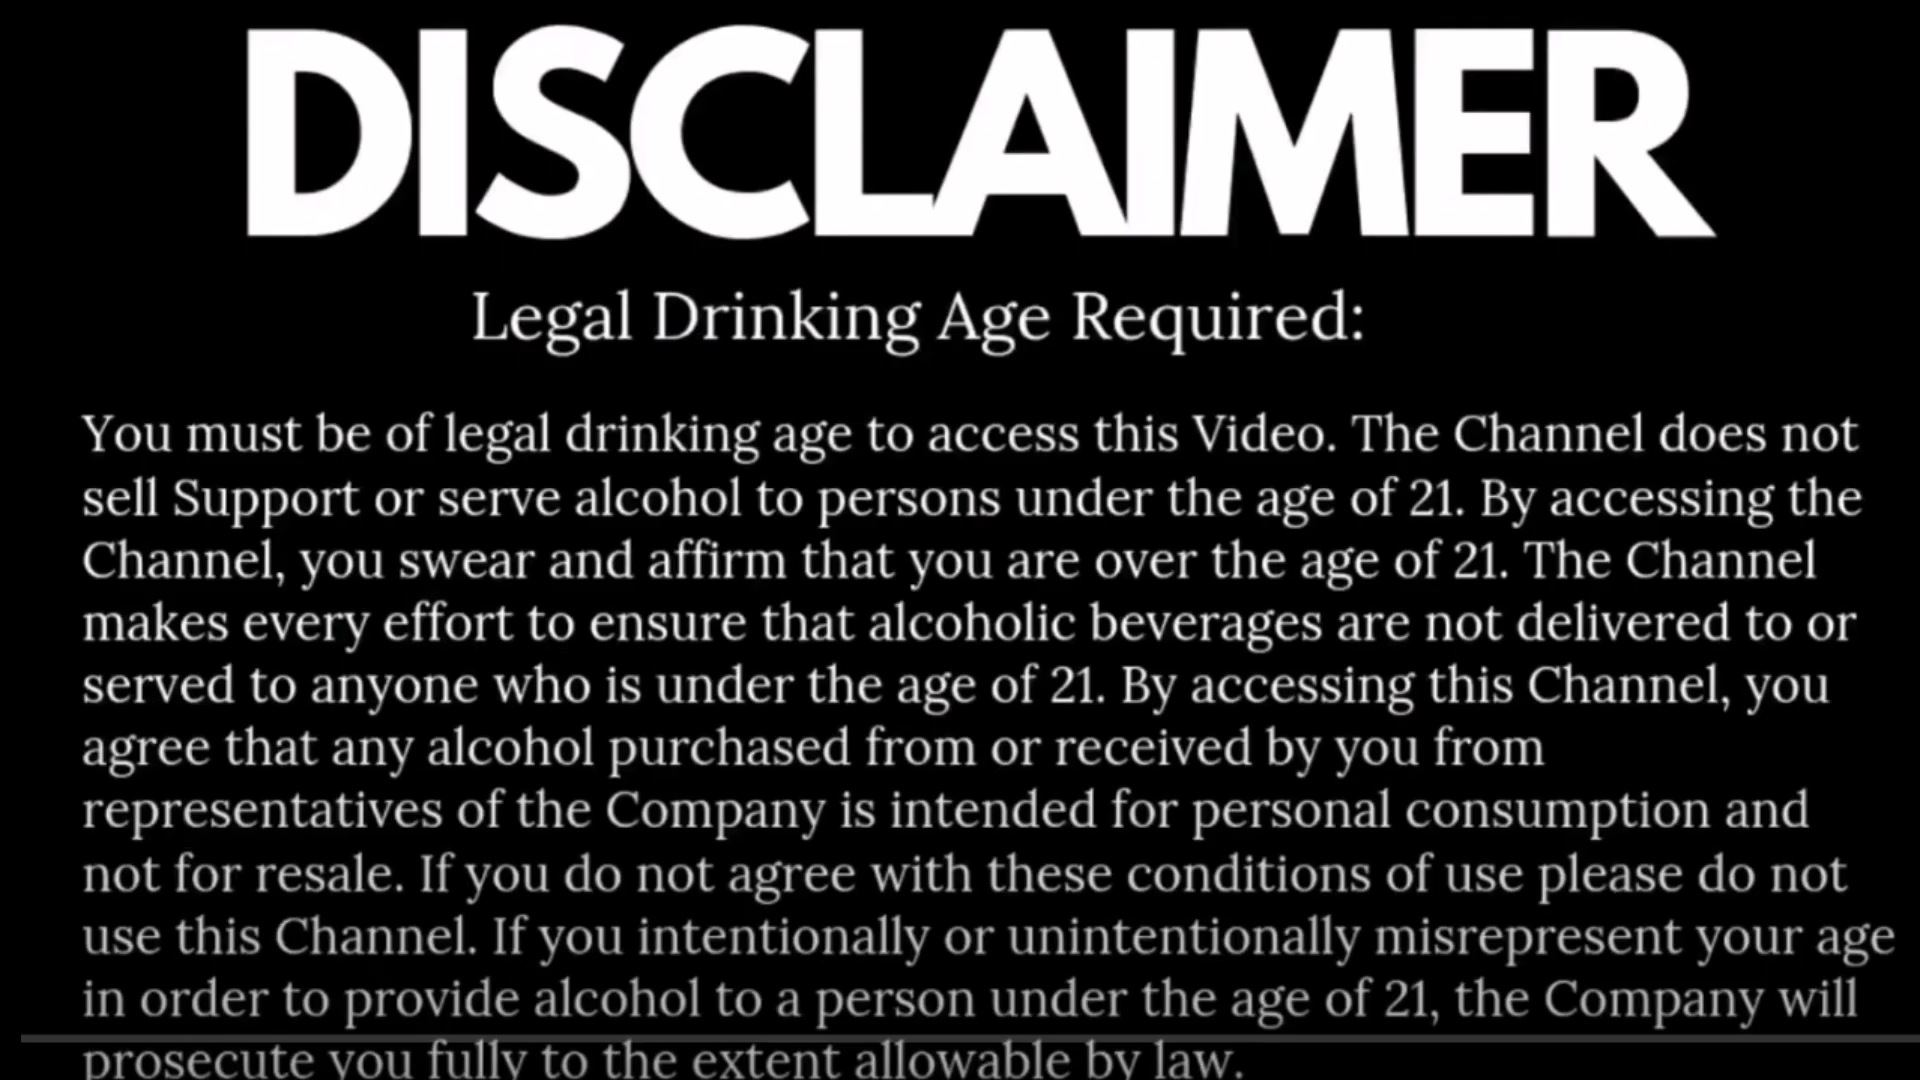 DISCLAIMER
Legal Drinking Age Required:
You must be of legal drinking age to access this Video. The Channel does not
sell Support or serve alcohol to persons under the age of 21. By accessing the
Channel, you swear and affirm that you are over the age of 21. The Channel
makes every effort to ensure that alcoholic beverages are not delivered to or
served to anyone who is under the age of 21. By accessing this Channel, you
agree that any alcohol purchased from or received by you from
representatives of the Company is intended for personal consumption and
not for resale. If you do not agree with these conditions of use please do not
use this Channel. If you intentionally or unintentionally misrepresent your age
in order to provide alcohol to a person under the age of 21, the Company will
prosecute you fully to the extent allowable by law.